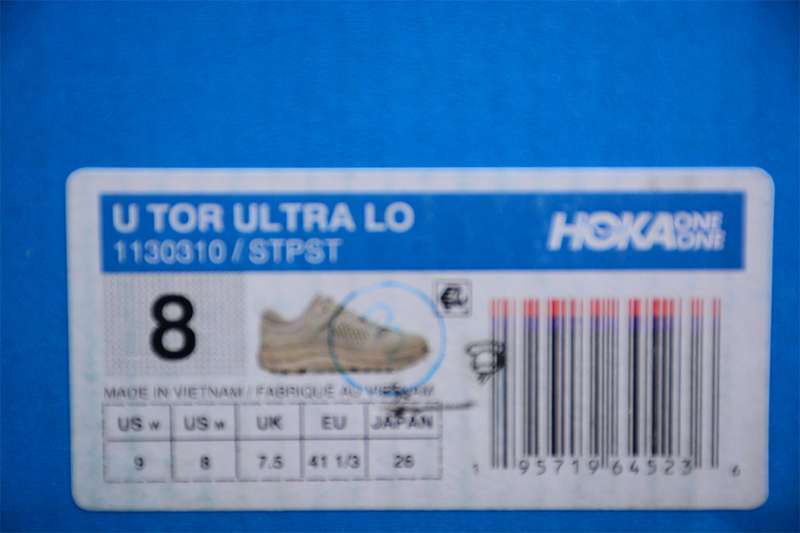 U TOR ULTRA LO
1130310 / STPST
HOKA ONE ONE
8
MADE IN VIETNAM / FABRIQUÉ AU VIETNAM
US w US w UK EU JAPAN
9 8 7.5 41 1/3 26
1 95719 64523 6